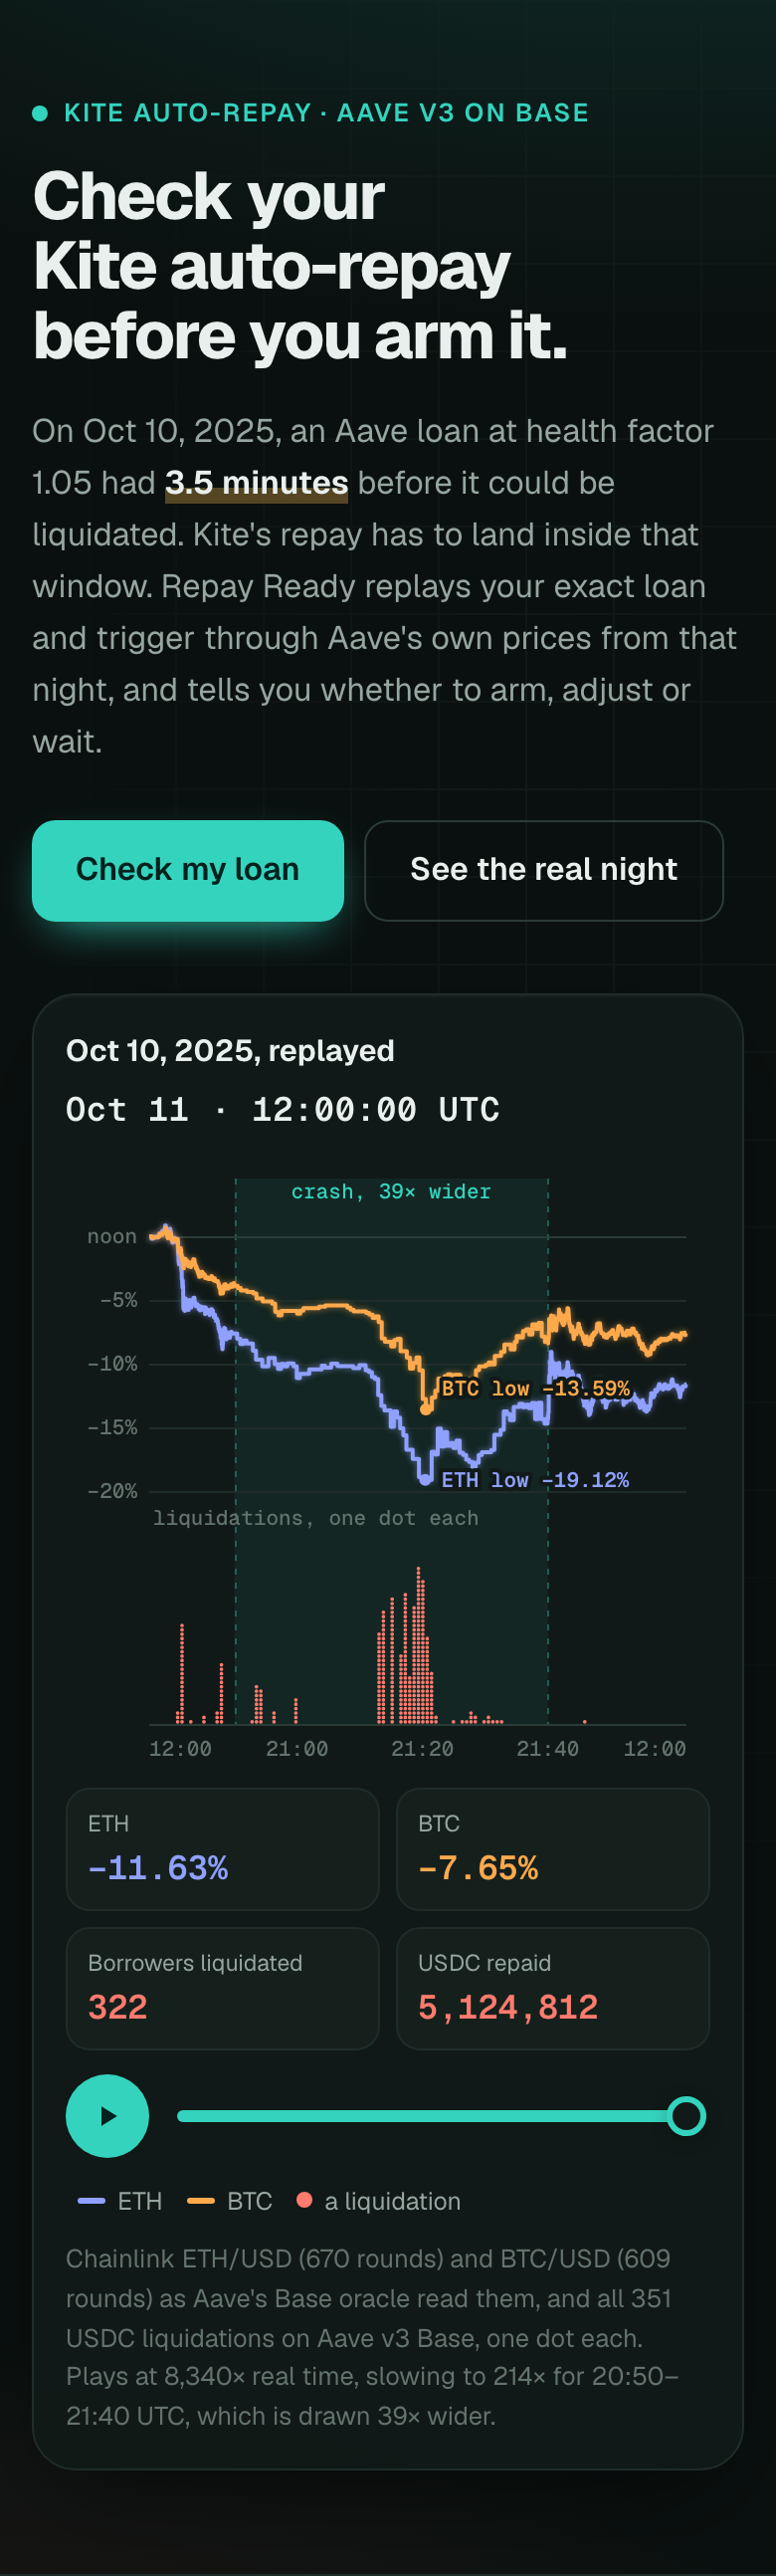 KITE AUTO-REPAY · AAVE V3 ON BASE
Check your
Kite auto-repay
before you arm it.
On Oct 10, 2025, an Aave loan at health factor
1.05 had 3.5 minutes before it could be
liquidated. Kite's repay has to land inside that
window. Repay Ready replays your exact loan
and trigger through Aave's own prices from that
night, and tells you whether to arm, adjust or
wait.
Check my loan
See the real night
Oct 10, 2025, replayed
Oct 11 · 12:00:00 UTC
crash, 39× wider
noon
−5%
−10%
BTC low −13.59%
−15%
−20%
ETH low −19.12%
liquidations, one dot each
12:00 21:00 21:20 21:40 12:00
ETH
−11.63%
BTC
−7.65%
Borrowers liquidated
322
USDC repaid
5,124,812
ETH BTC a liquidation
Chainlink ETH/USD (670 rounds) and BTC/USD (609
rounds) as Aave's Base oracle read them, and all 351
USDC liquidations on Aave v3 Base, one dot each.
Plays at 8,340× real time, slowing to 214× for 20:50–
21:40 UTC, which is drawn 39× wider.